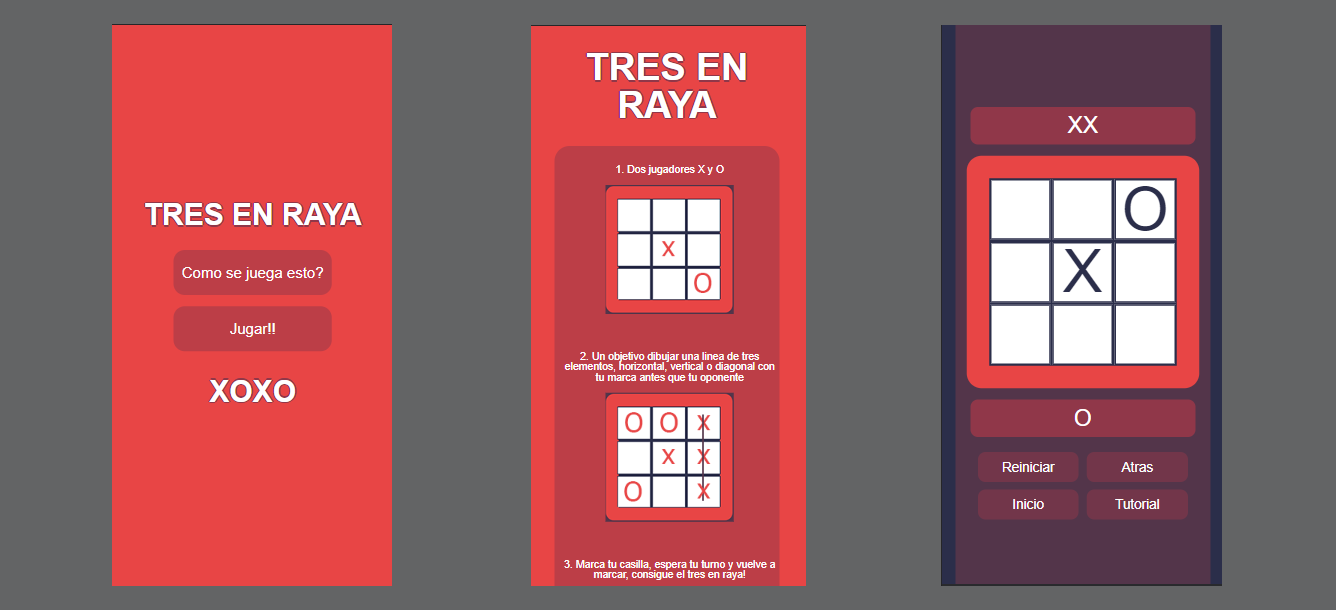 TRES EN RAYA
Como se juega esto?
Jugar!!
XOXO
TRES EN
RAYA
1. Dos jugadores X y O
X
O
2. Un objetivo dibujar una linea de tres
elementos, horizontal, vertical o diagonal con
tu marca antes que tu oponente
O O X
X X
O X
3. Marca tu casilla, espera tu turno y vuelve a
marcar, consigue el tres en raya!
XX
O
X
O
Reiniciar Atras
Inicio Tutorial